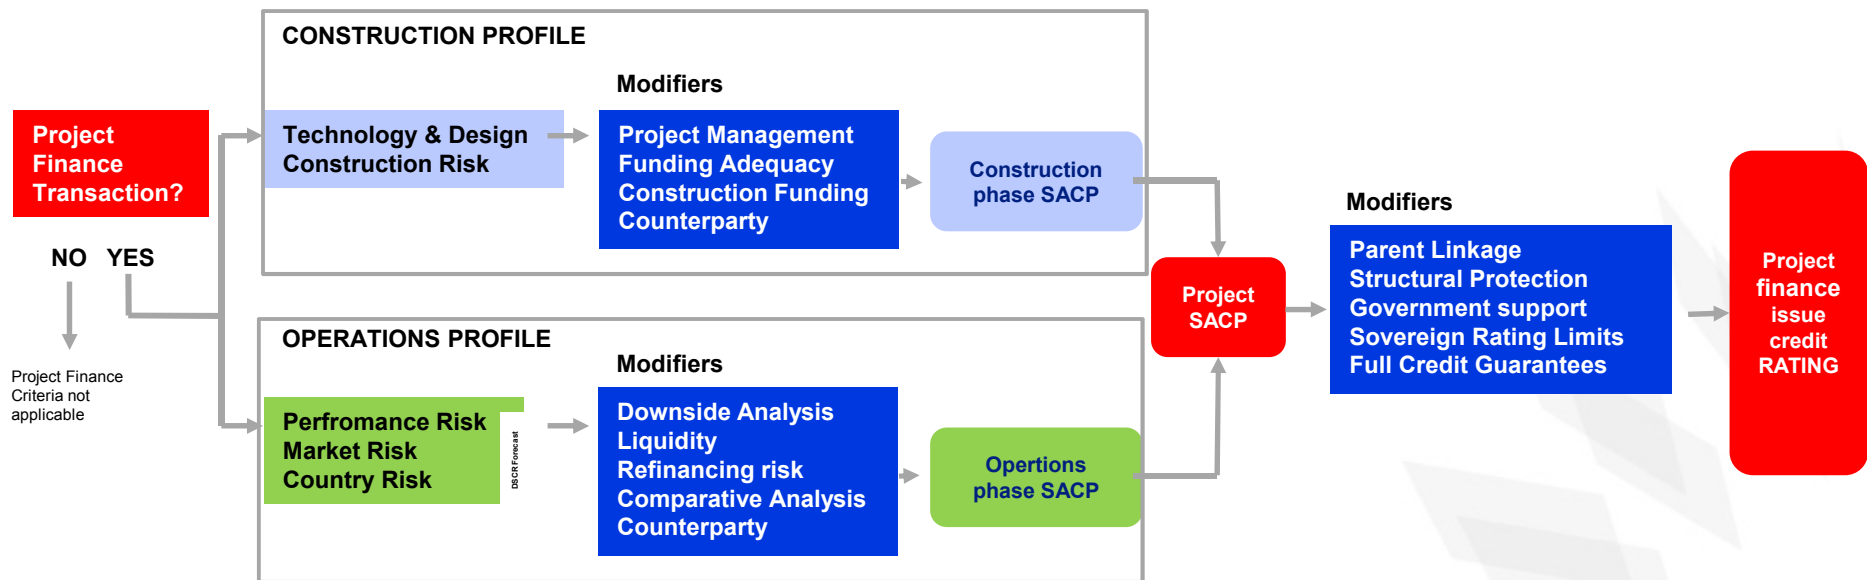 Project
Finance
Transaction?
NO YES
Project Finance
Criteria not
applicable
CONSTRUCTION PROFILE
Technology & Design
Construction Risk
Modifiers
Project Management
Funding Adequacy
Construction Funding
Counterparty
Construction
phase SACP
OPERATIONS PROFILE
Perfromance Risk
Market Risk
Country Risk
DSCR Forecast
Modifiers
Downside Analysis
Liquidity
Refinancing risk
Comparative Analysis
Counterparty
Opertions
phase SACP
Project
SACP
Modifiers
Parent Linkage
Structural Protection
Government support
Sovereign Rating Limits
Full Credit Guarantees
Project
finance
issue
credit
RATING